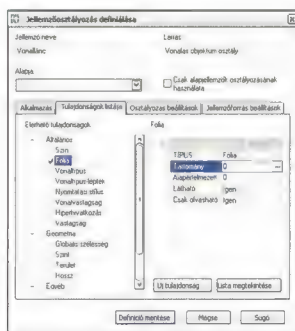 Jellemzőosztályozás definiálása
Jellemző neve
Leírás
Vonallánc
Vonalas objektum osztály
Alapja
Csak alapjellemzők osztályozásának használata
Alkalmazás
Tulajdonságok listája
Osztályozás beállítások
Jellemzőforrás beállítások
Elérhető tulajdonságok
Fólia
- Általános
Szín
Fólia
Vonaltípus
Vonaltípus-lépték
Nyomtatási stílus
Vonalvastagság
Hiperhivatkozás
Vastagság
- Geometria
Globális szélesség
Szint
Terület
Hossz
- Egyéb
TÍPUS Fólia
Tartomány 0
...
Alapértelmezett 0
Látható Igen
Csak olvasható Igen
Új tulajdonság
Lista megtekintése
Definíció mentése
Mégse
Súgó